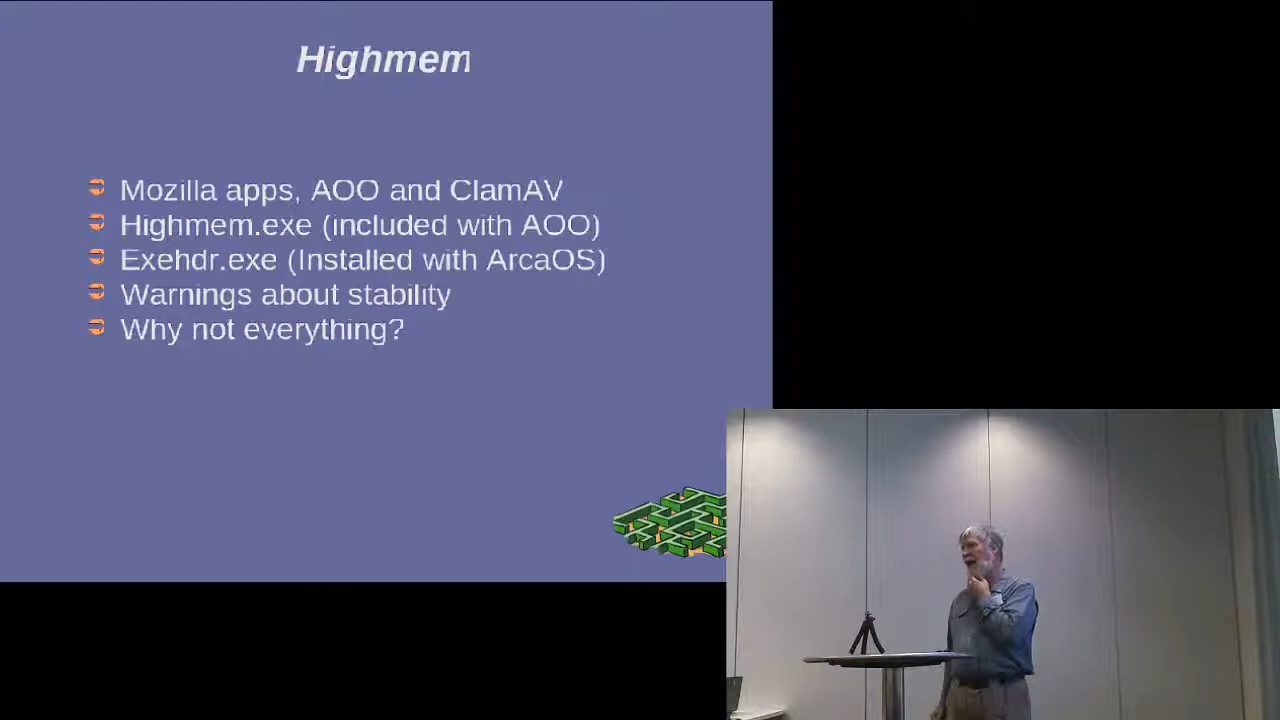 Highmem
Mozilla apps, AOO and ClamAV
Highmem.exe (included with AOO)
Exehdr.exe (Installed with ArcaOS)
Warnings about stability
Why not everything?